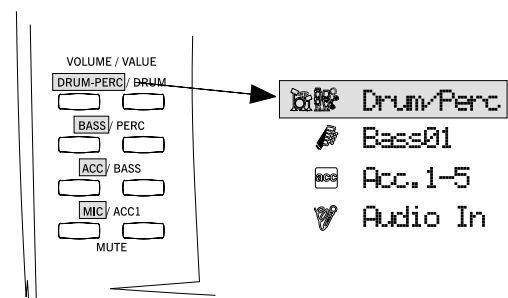 VOLUME / VALUE
DRUM-PERC / DRUM
BASS / PERC
ACC / BASS
MIC / ACC1
MUTE
Drum/Perc
Bass01
acc Acc.1-5
Audio In